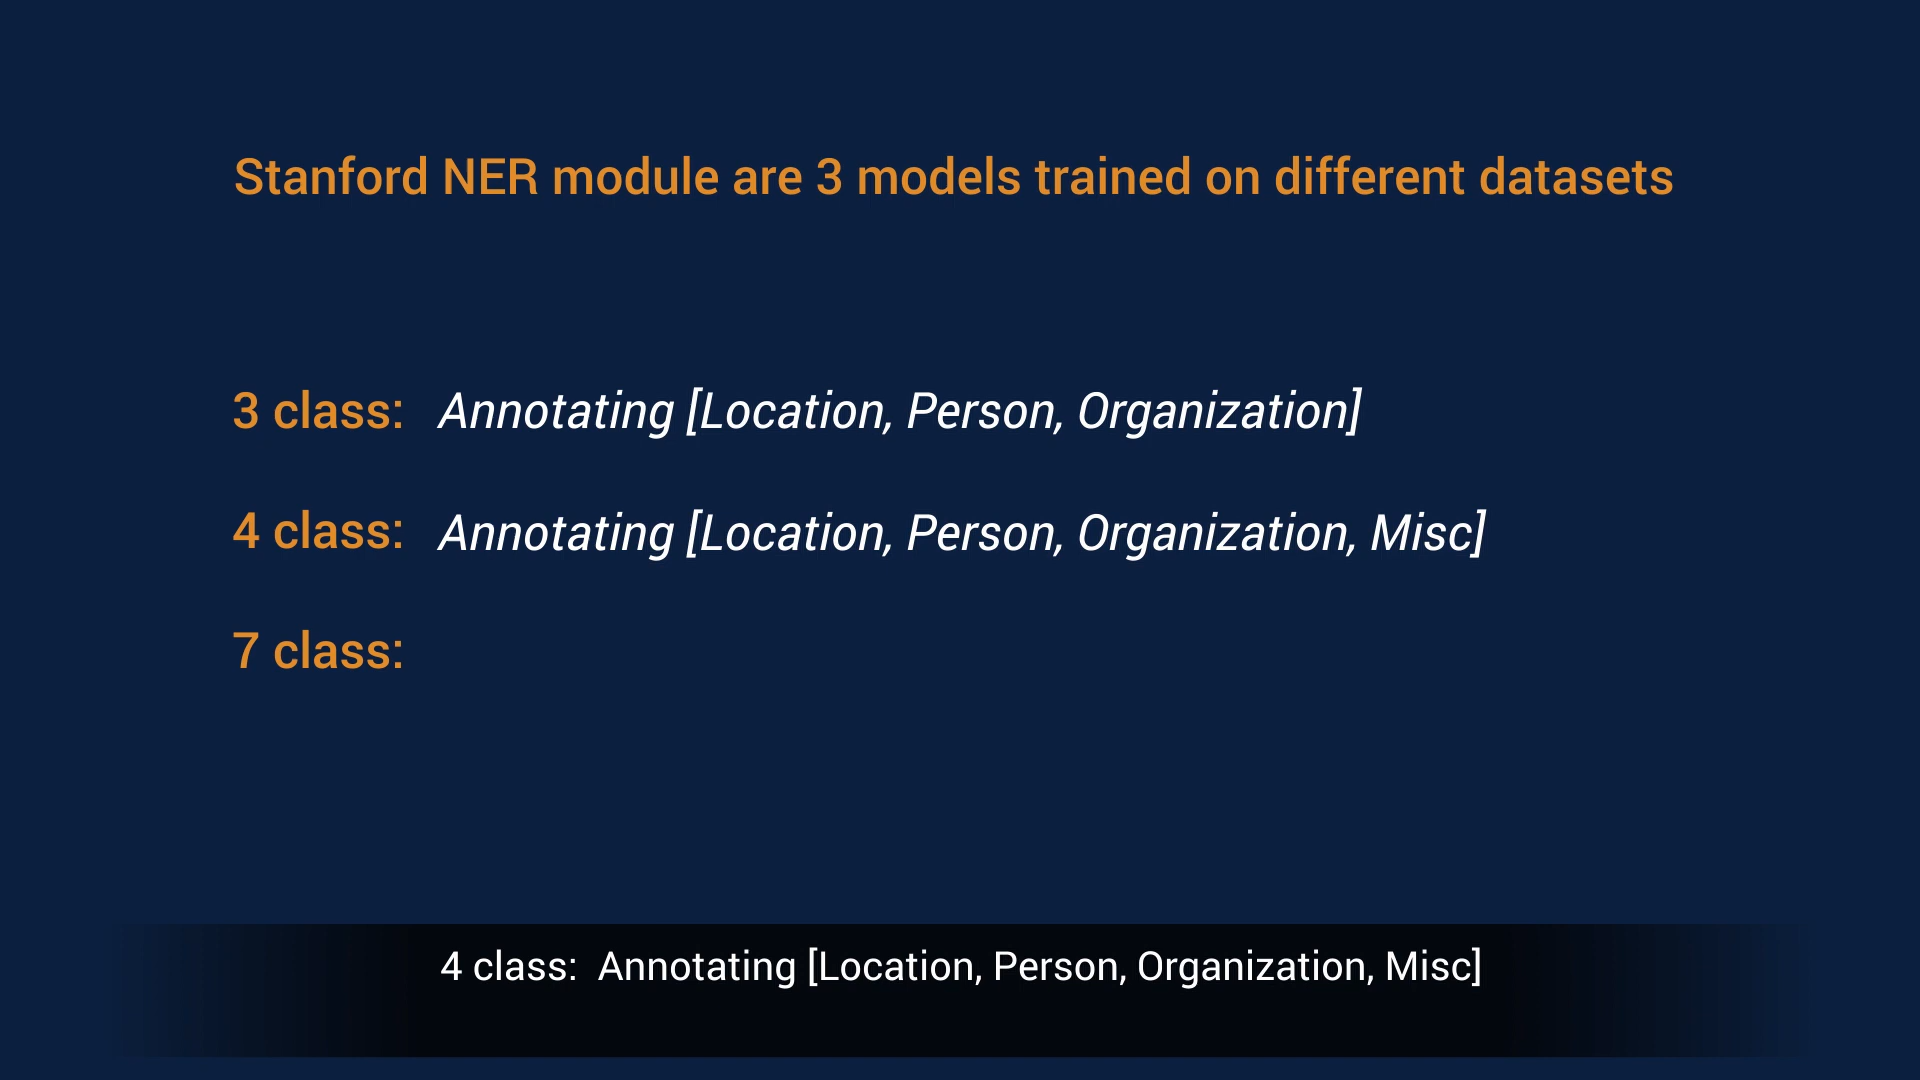 Stanford NER module are 3 models trained on different datasets
3 class: Annotating [Location, Person, Organization]
4 class: Annotating [Location, Person, Organization, Misc]
7 class:
4 class: Annotating [Location, Person, Organization, Misc]